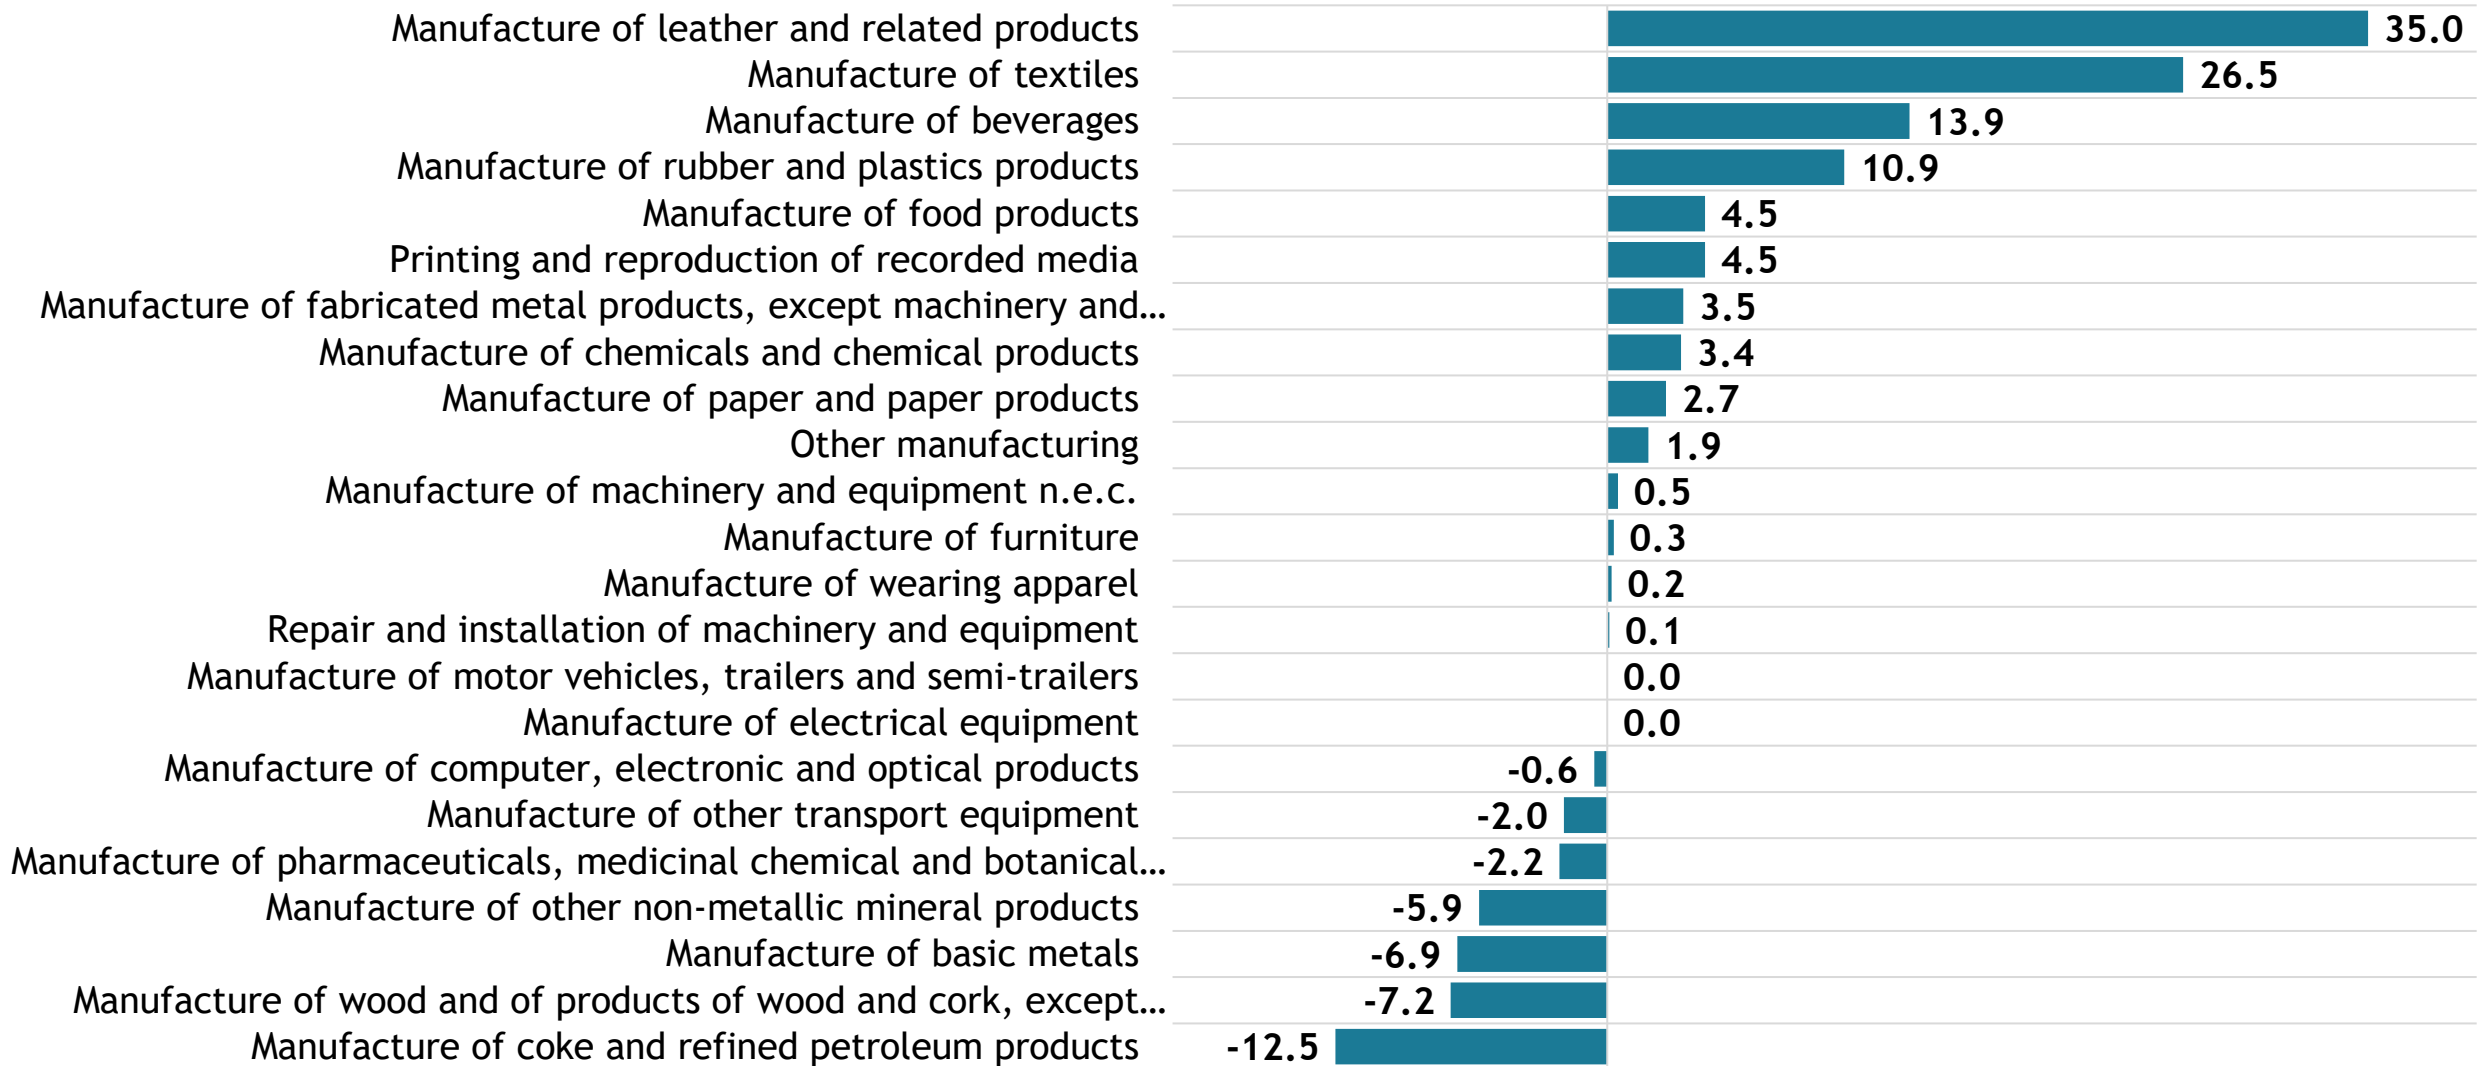 Manufacture of leather and related products 35.0
Manufacture of textiles 26.5
Manufacture of beverages 13.9
Manufacture of rubber and plastics products 10.9
Manufacture of food products 4.5
Printing and reproduction of recorded media 4.5
Manufacture of fabricated metal products, except machinery and… 3.5
Manufacture of chemicals and chemical products 3.4
Manufacture of paper and paper products 2.7
Other manufacturing 1.9
Manufacture of machinery and equipment n.e.c. 0.5
Manufacture of furniture 0.3
Manufacture of wearing apparel 0.2
Repair and installation of machinery and equipment 0.1
Manufacture of motor vehicles, trailers and semi-trailers 0.0
Manufacture of electrical equipment 0.0
Manufacture of computer, electronic and optical products -0.6
Manufacture of other transport equipment -2.0
Manufacture of pharmaceuticals, medicinal chemical and botanical… -2.2
Manufacture of other non-metallic mineral products -5.9
Manufacture of basic metals -6.9
Manufacture of wood and of products of wood and cork, except… -7.2
Manufacture of coke and refined petroleum products -12.5